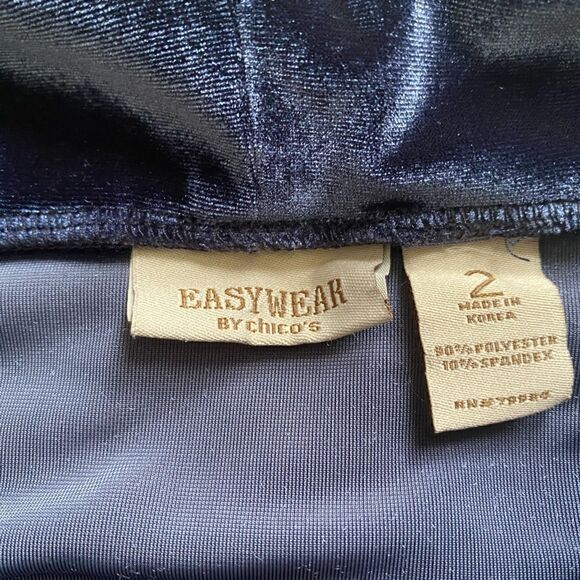 EASYWEAR
BY chico's
2
MADE IN
KOREA
90% POLYESTER
10% SPANDEX